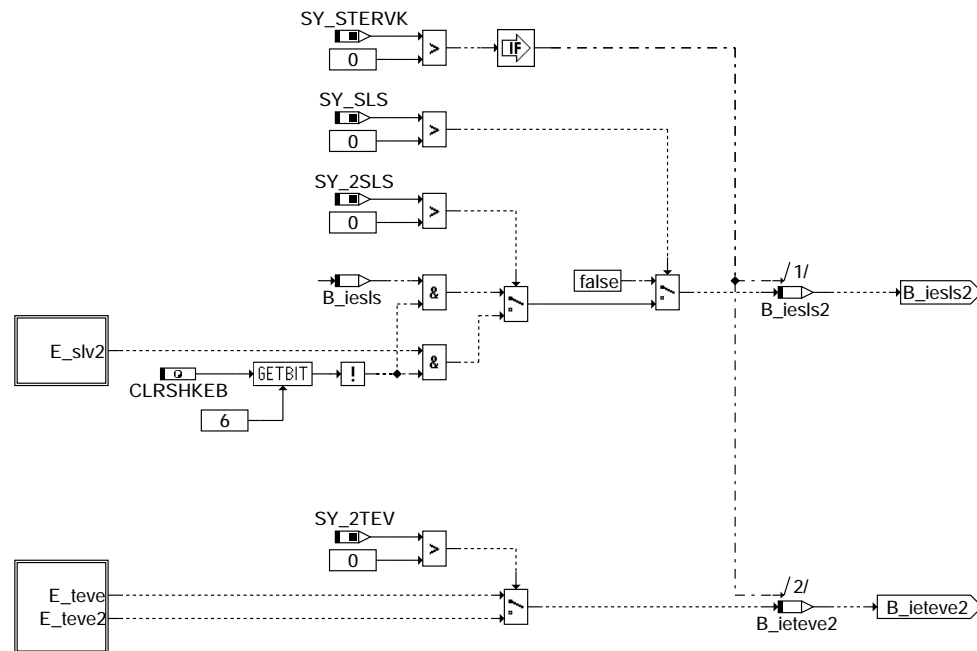 SY_STERVK
0
>
IF
SY_SLS
0
>
SY_2SLS
0
>
B_iesls
&
false
/1/
B_iesls2
B_iesls2
E_slv2
&
CLRSHKEB
GETBIT
!
6
SY_2TEV
0
>
E_teve
E_teve2
/2/
B_ieteve2
B_ieteve2